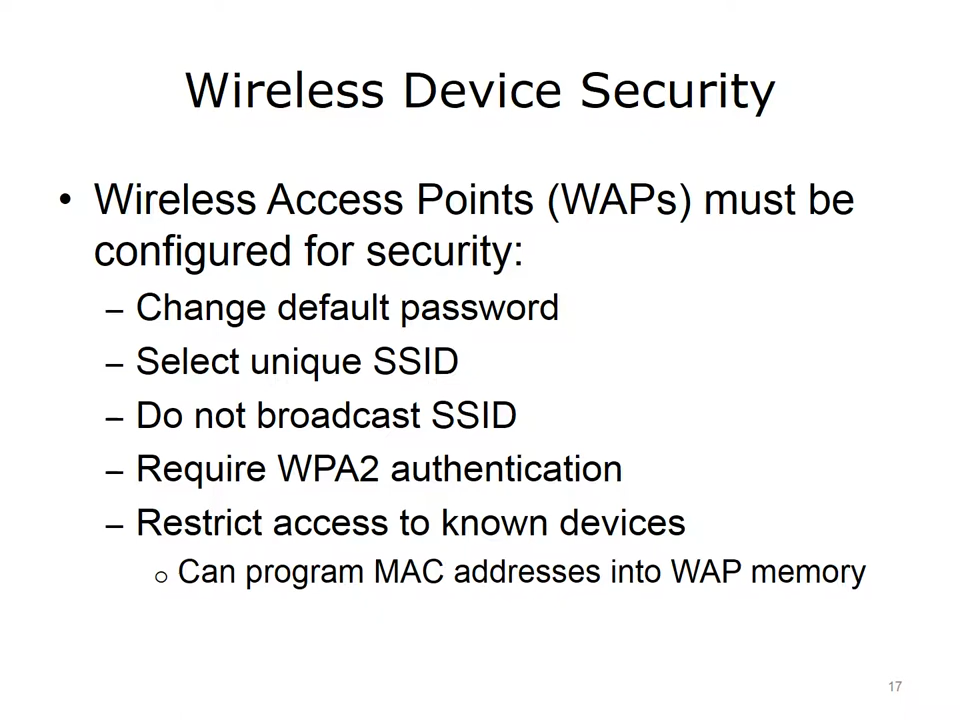 Wireless Device Security
• Wireless Access Points (WAPs) must be
configured for security:
– Change default password
– Select unique SSID
– Do not broadcast SSID
– Require WPA2 authentication
– Restrict access to known devices
o Can program MAC addresses into WAP memory
17